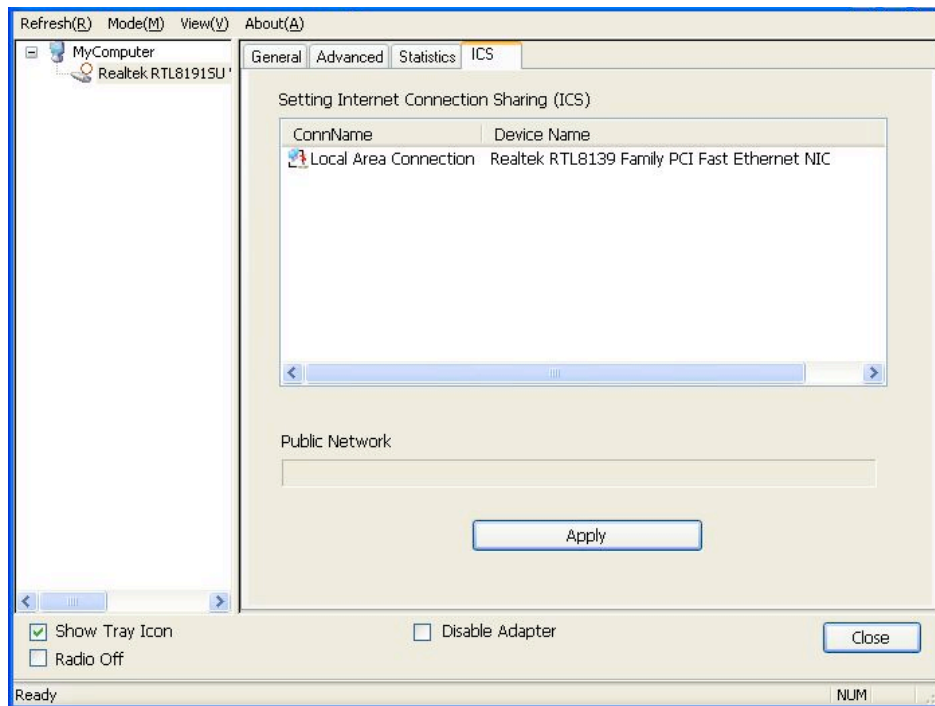 Refresh(R) Mode(M) View(V) About(A)
MyComputer
Realtek RTL8191SU '
General Advanced Statistics ICS
Setting Internet Connection Sharing (ICS)
ConnName Device Name
Local Area Connection Realtek RTL8139 Family PCI Fast Ethernet NIC
Public Network
Apply
Show Tray Icon Disable Adapter Close
Radio Off
Ready NUM